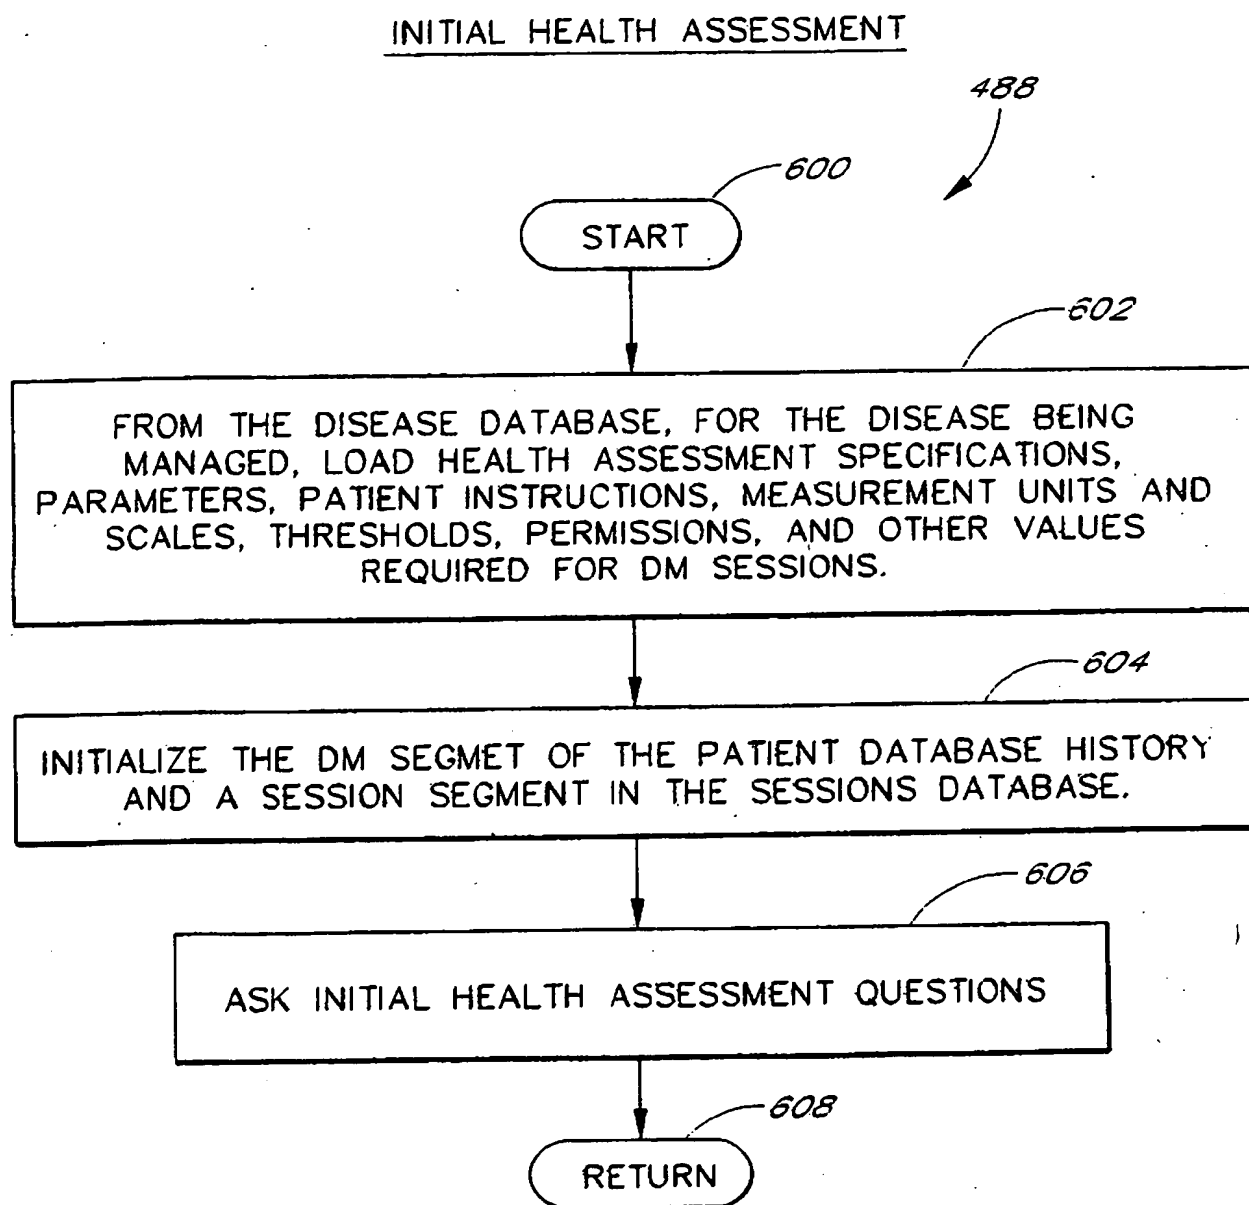 INITIAL HEALTH ASSESSMENT
488
600
START
602
FROM THE DISEASE DATABASE, FOR THE DISEASE BEING
MANAGED, LOAD HEALTH ASSESSMENT SPECIFICATIONS,
PARAMETERS, PATIENT INSTRUCTIONS, MEASUREMENT UNITS AND
SCALES, THRESHOLDS, PERMISSIONS, AND OTHER VALUES
REQUIRED FOR DM SESSIONS.
604
INITIALIZE THE DM SEGMET OF THE PATIENT DATABASE HISTORY
AND A SESSION SEGMENT IN THE SESSIONS DATABASE.
606
ASK INITIAL HEALTH ASSESSMENT QUESTIONS
608
RETURN